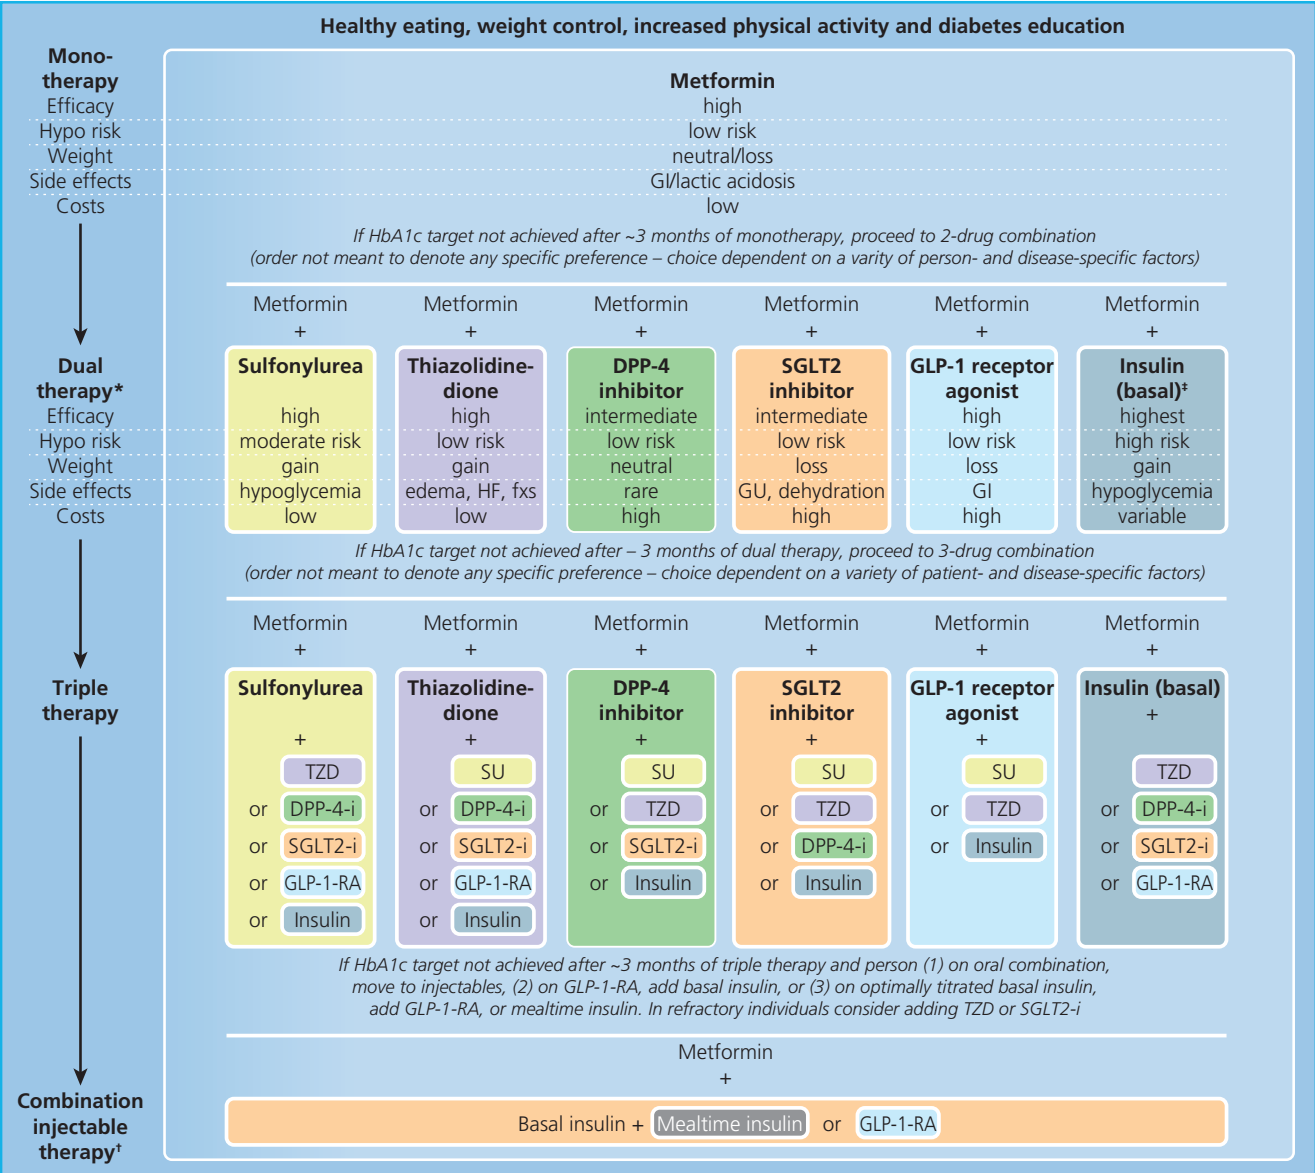 Healthy eating, weight control, increased physical activity and diabetes education
Mono-
therapy
Metformin
Efficacy high
Hypo risk low risk
Weight neutral/loss
Side effects GI/lactic acidosis
Costs low
If HbA1c target not achieved after ~3 months of monotherapy, proceed to 2-drug combination
(order not meant to denote any specific preference – choice dependent on a varity of person- and disease-specific factors)
Metformin Metformin Metformin Metformin Metformin Metformin
+ + + + + +
Dual Sulfonylurea Thiazolidine- DPP-4 SGLT2 GLP-1 receptor Insulin
therapy* dione inhibitor inhibitor agonist (basal)‡
Efficacy high high intermediate intermediate high highest
Hypo risk moderate risk low risk low risk low risk low risk high risk
Weight gain gain neutral loss loss gain
Side effects hypoglycemia edema, HF, fxs rare GU, dehydration GI hypoglycemia
Costs low low high high high variable
If HbA1c target not achieved after – 3 months of dual therapy, proceed to 3-drug combination
(order not meant to denote any specific preference – choice dependent on a variety of patient- and disease-specific factors)
Metformin Metformin Metformin Metformin Metformin Metformin
+ + + + + +
Triple Sulfonylurea Thiazolidine- DPP-4 SGLT2 GLP-1 receptor Insulin (basal)
therapy dione inhibitor inhibitor agonist +
+ + + + +
TZD SU SU SU SU TZD
or DPP-4-i or DPP-4-i or TZD or TZD or TZD or DPP-4-i
or SGLT2-i or SGLT2-i or SGLT2-i or DPP-4-i or Insulin or SGLT2-i
or GLP-1-RA or GLP-1-RA or Insulin or Insulin or GLP-1-RA
or Insulin or Insulin
If HbA1c target not achieved after ~3 months of triple therapy and person (1) on oral combination,
move to injectables, (2) on GLP-1-RA, add basal insulin, or (3) on optimally titrated basal insulin,
add GLP-1-RA, or mealtime insulin. In refractory individuals consider adding TZD or SGLT2-i
Metformin
+
Combination
injectable
therapy†
Basal insulin + Mealtime insulin or GLP-1-RA